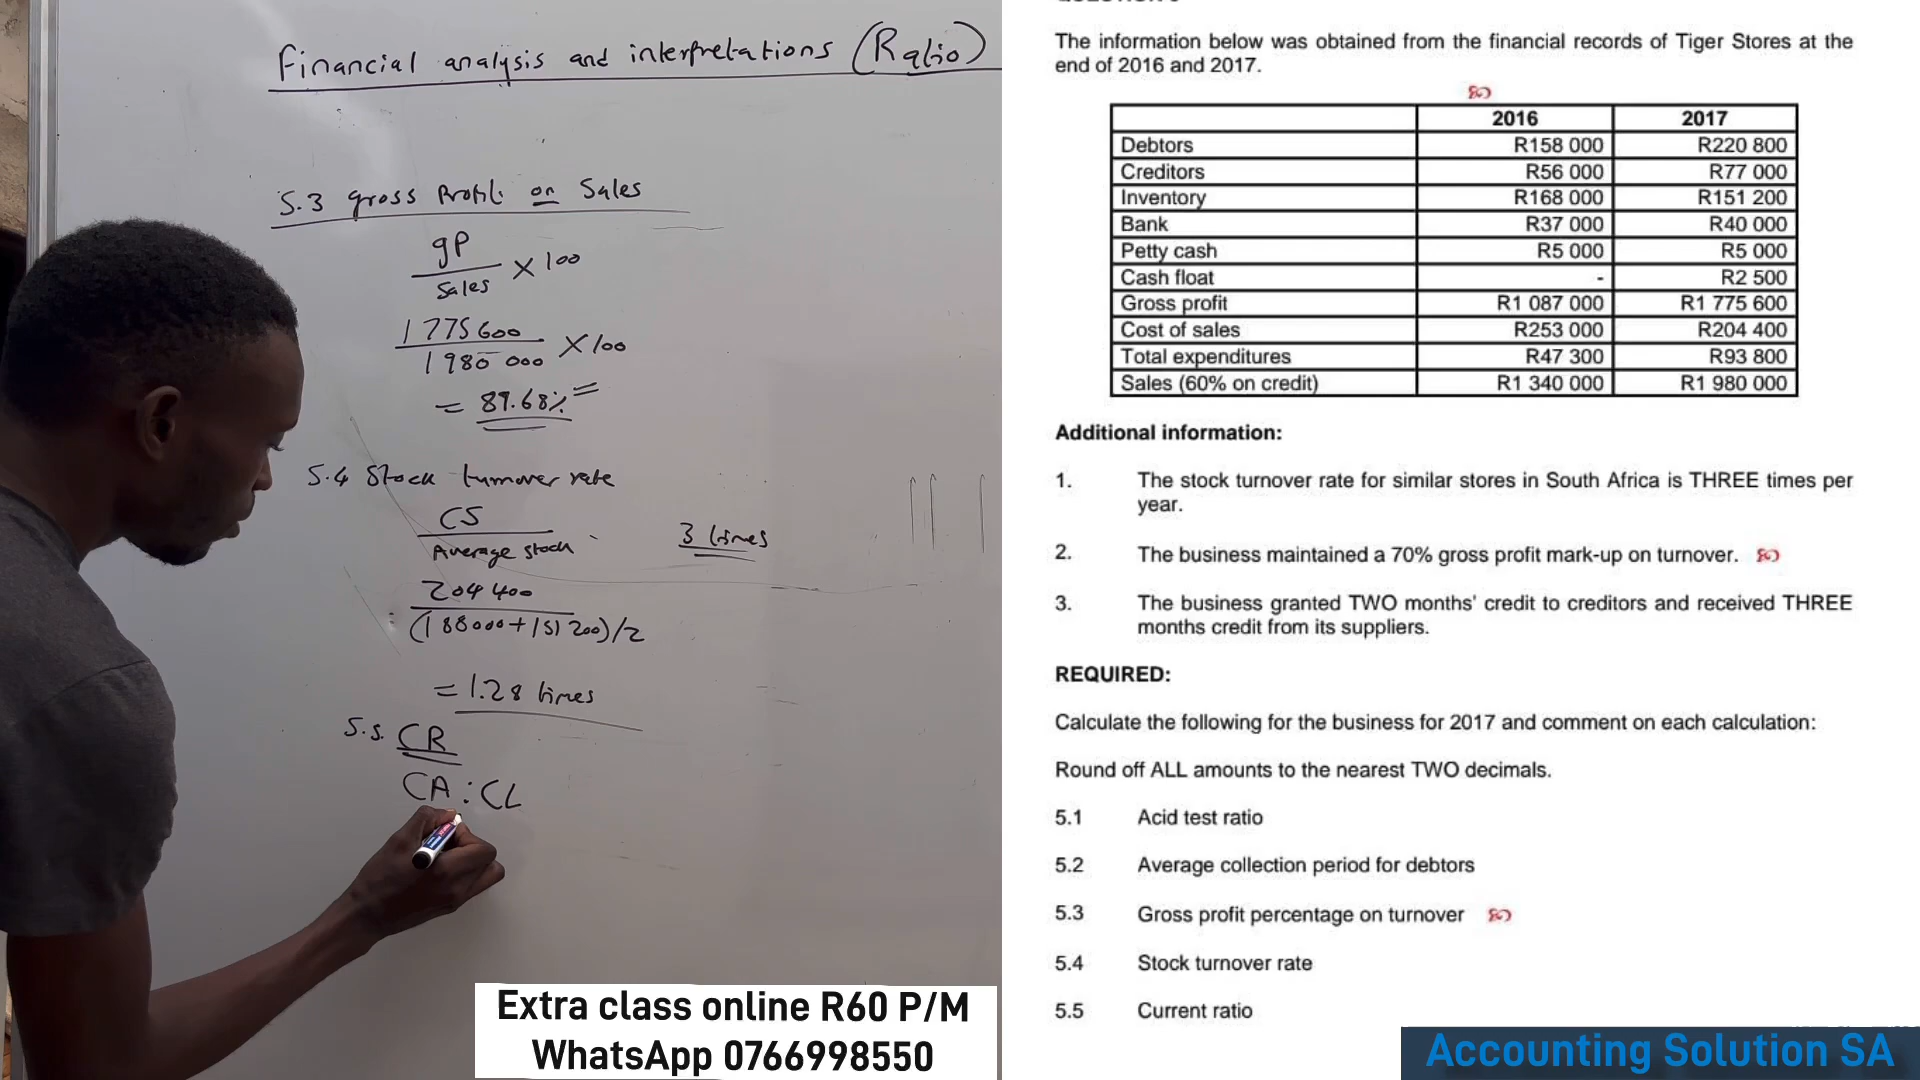 Financial analysis and interpretations (Ratio)
5.3 gross Profit on Sales
gP
Sales
× 100
1 775 600
1 980 000
× 100
= 89.68% =
5.4 Stock turnover rate
CS
Average stock
3 times
204 400
(188000 + 151 200)/2
= 1.28 times
5.5. CR
CA : CL
Extra class online R60 P/M
WhatsApp 0766998550
The information below was obtained from the financial records of Tiger Stores at the
end of 2016 and 2017.
2016 2017
Debtors R158 000 R220 800
Creditors R56 000 R77 000
Inventory R168 000 R151 200
Bank R37 000 R40 000
Petty cash R5 000 R5 000
Cash float - R2 500
Gross profit R1 087 000 R1 775 600
Cost of sales R253 000 R204 400
Total expenditures R47 300 R93 800
Sales (60% on credit) R1 340 000 R1 980 000
Additional information:
1. The stock turnover rate for similar stores in South Africa is THREE times per
year.
2. The business maintained a 70% gross profit mark-up on turnover.
3. The business granted TWO months' credit to creditors and received THREE
months credit from its suppliers.
REQUIRED:
Calculate the following for the business for 2017 and comment on each calculation:
Round off ALL amounts to the nearest TWO decimals.
5.1 Acid test ratio
5.2 Average collection period for debtors
5.3 Gross profit percentage on turnover
5.4 Stock turnover rate
5.5 Current ratio
Accounting Solution SA